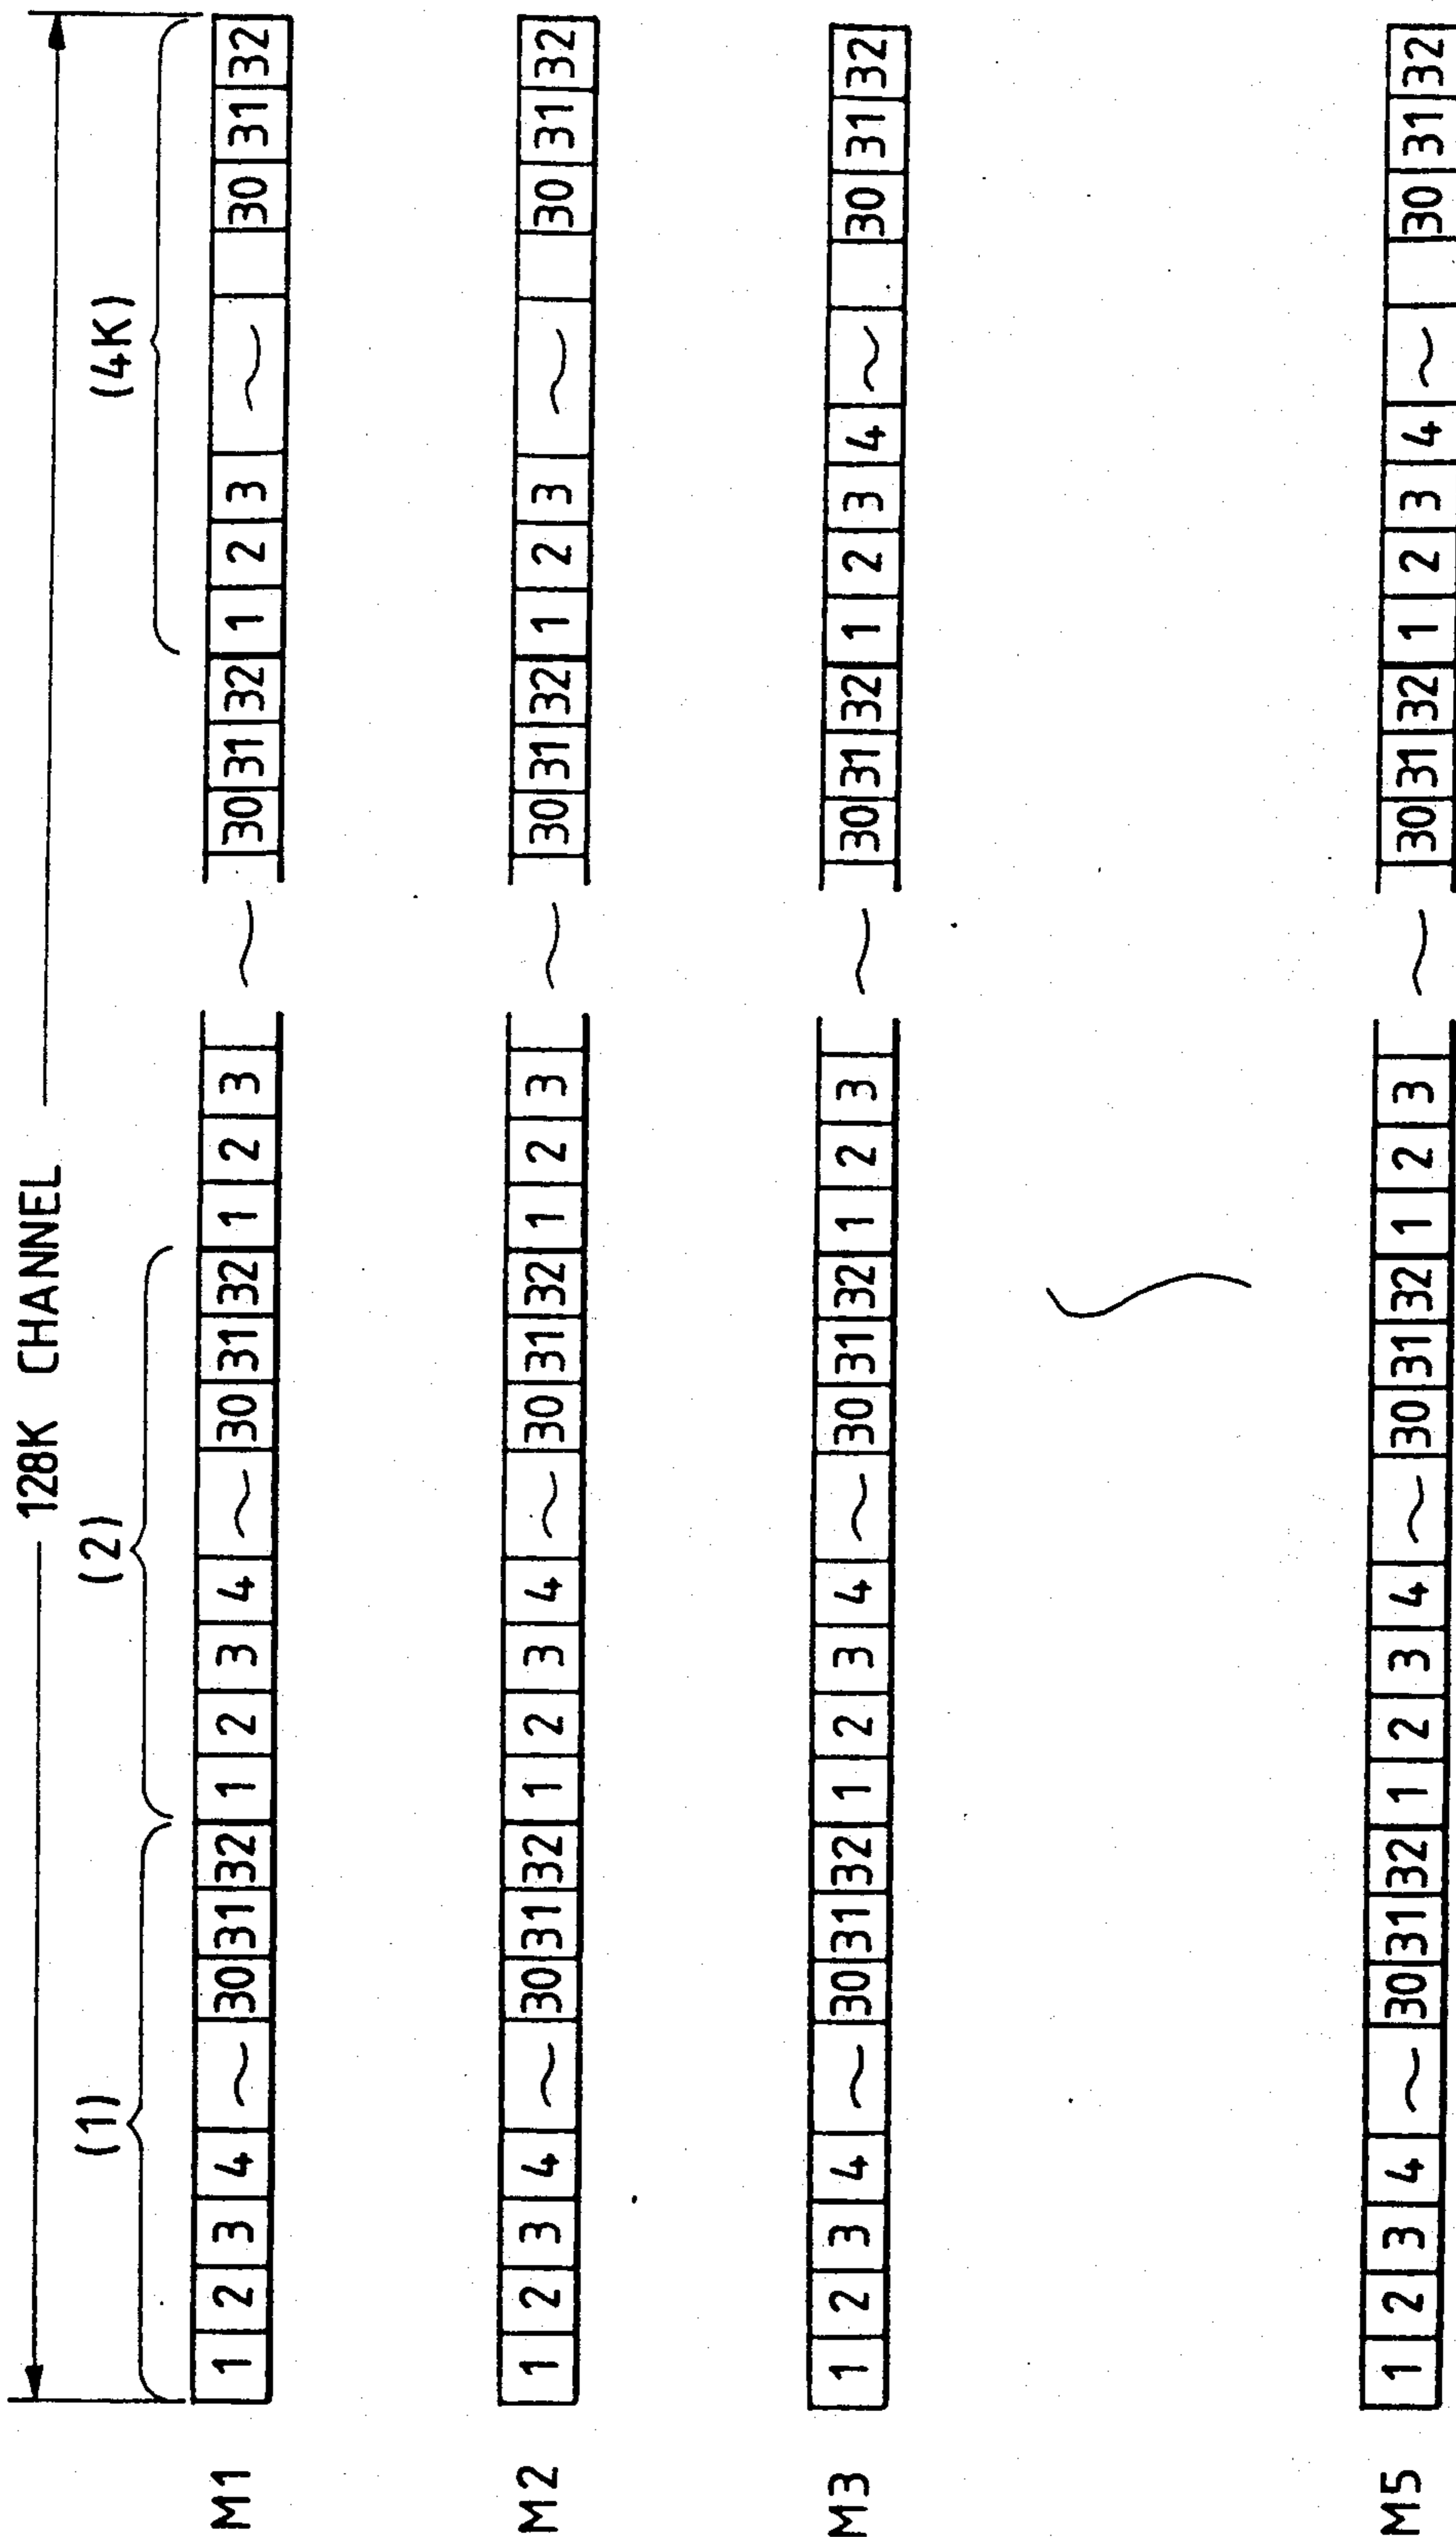 128K CHANNEL
(1) (2) (4K)
M1 1 2 3 4 ~ 30 31 32 1 2 3 4 ~ 30 31 32 1 2 3 ~ 30 31 32 1 2 3 ~ 30 31 32
M2 1 2 3 4 ~ 30 31 32 1 2 3 4 ~ 30 31 32 1 2 3 ~ 30 31 32 1 2 3 ~ 30 31 32
M3 1 2 3 4 ~ 30 31 32 1 2 3 4 ~ 30 31 32 1 2 3 ~ 30 31 32 1 2 3 4 ~ 30 31 32
M5 1 2 3 4 ~ 30 31 32 1 2 3 4 ~ 30 31 32 1 2 3 ~ 30 31 32 1 2 3 4 ~ 30 31 32